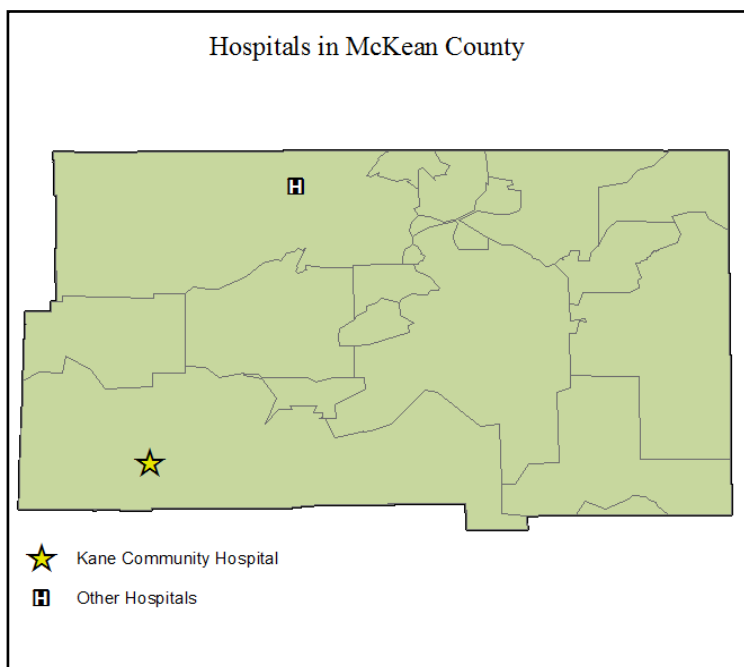 Hospitals in McKean County
H
Kane Community Hospital
H Other Hospitals